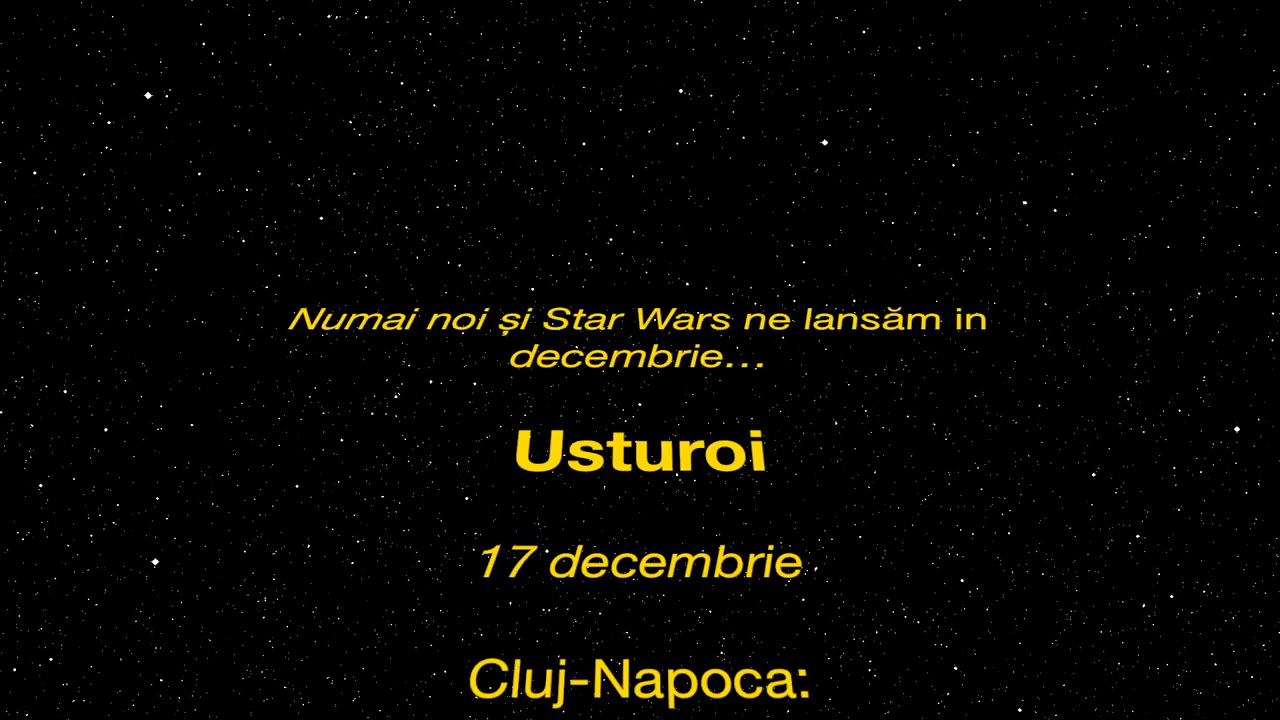 Numai noi și Star Wars ne lansăm in
decembrie…
Usturoi
17 decembrie
Cluj-Napoca: